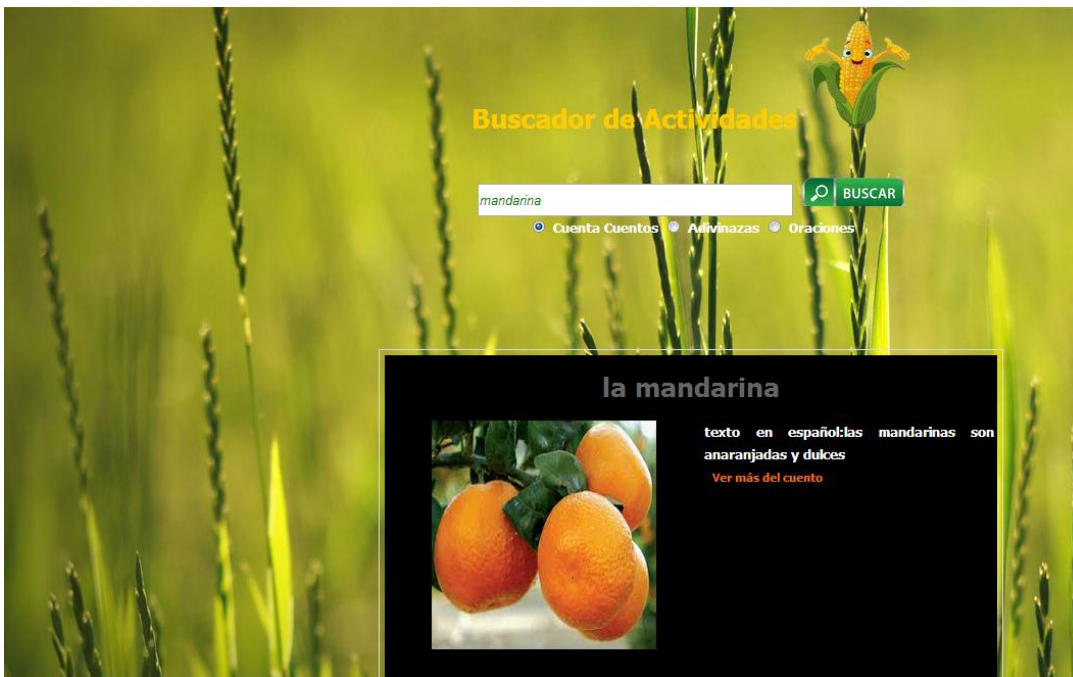 Buscador de Actividades
mandarina
BUSCAR
Cuenta Cuentos Adivinazas Oraciones
la mandarina
texto en español:las mandarinas son
anaranjadas y dulces
Ver más del cuento